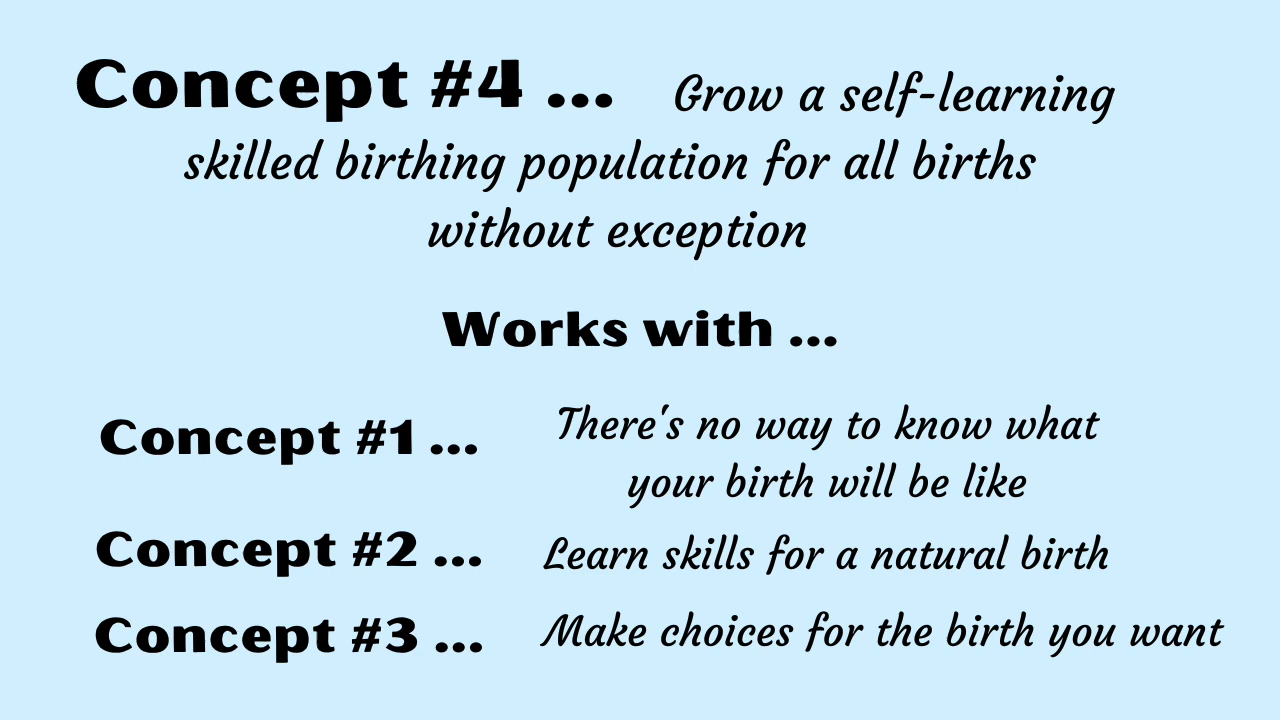 Concept #4 ... Grow a self-learning
skilled birthing population for all births
without exception
Works with ...
Concept #1 ... There's no way to know what
your birth will be like
Concept #2 ... Learn skills for a natural birth
Concept #3 ... Make choices for the birth you want